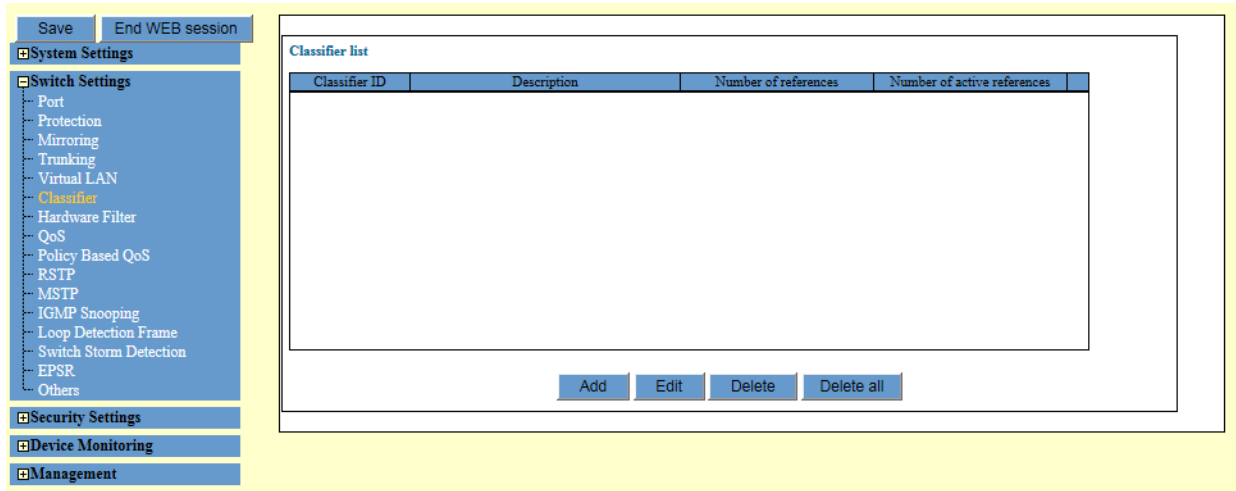 Save End WEB session
System Settings
Switch Settings
Port
Protection
Mirroring
Trunking
Virtual LAN
Classifier
Hardware Filter
QoS
Policy Based QoS
RSTP
MSTP
IGMP Snooping
Loop Detection Frame
Switch Storm Detection
EPSR
Others
Security Settings
Device Monitoring
Management
Classifier list
Classifier ID Description Number of references Number of active references
Add Edit Delete Delete all